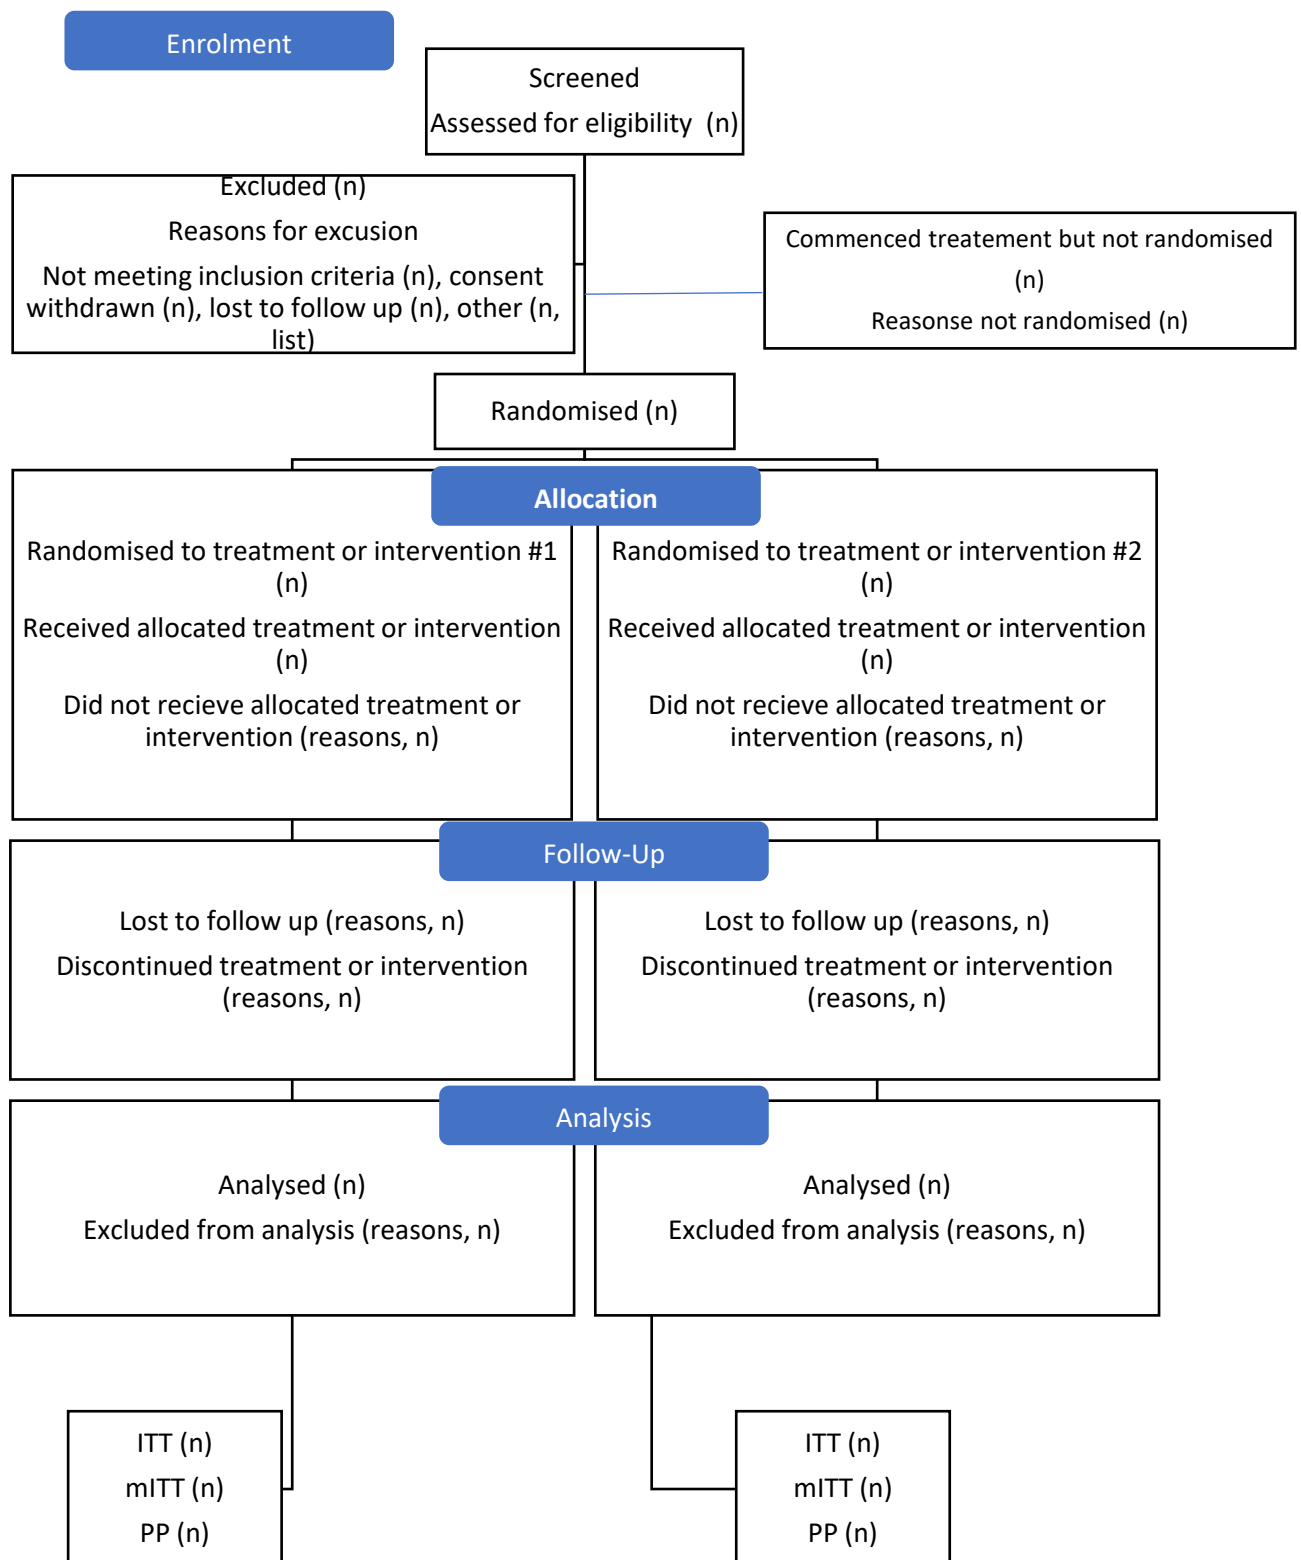 Enrolment
Screened
Assessed for eligibility (n)
Excluded (n)
Reasons for excusion
Not meeting inclusion criteria (n), consent
withdrawn (n), lost to follow up (n), other (n,
list)
Commenced treatement but not randomised
(n)
Reasonse not randomised (n)
Randomised (n)
Allocation
Randomised to treatment or intervention #1
(n)
Received allocated treatment or intervention
(n)
Did not recieve allocated treatment or
intervention (reasons, n)
Randomised to treatment or intervention #2
(n)
Received allocated treatment or intervention
(n)
Did not recieve allocated treatment or
intervention (reasons, n)
Follow-Up
Lost to follow up (reasons, n)
Discontinued treatment or intervention
(reasons, n)
Lost to follow up (reasons, n)
Discontinued treatment or intervention
(reasons, n)
Analysis
Analysed (n)
Excluded from analysis (reasons, n)
Analysed (n)
Excluded from analysis (reasons, n)
ITT (n)
mITT (n)
PP (n)
ITT (n)
mITT (n)
PP (n)